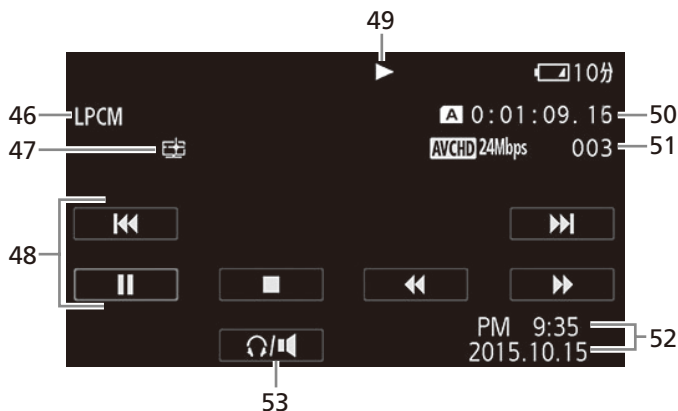 49
10分
46 LPCM A 0:01:09.16 50
47 AVCHD 24Mbps 003 51
48
PM 9:35
2015.10.15 52
53